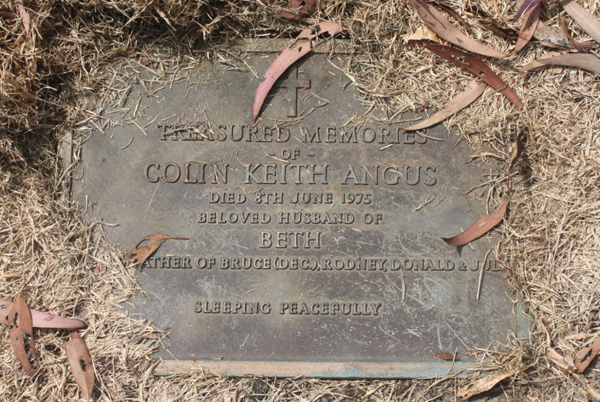 TREASURED MEMORIES
OF
COLIN KEITH ANGUS
DIED 8TH JUNE 1975
BELOVED HUSBAND OF
BETH
FATHER OF BRUCE (DEC.), RODNEY, DONALD &
SLEEPING PEACEFULLY